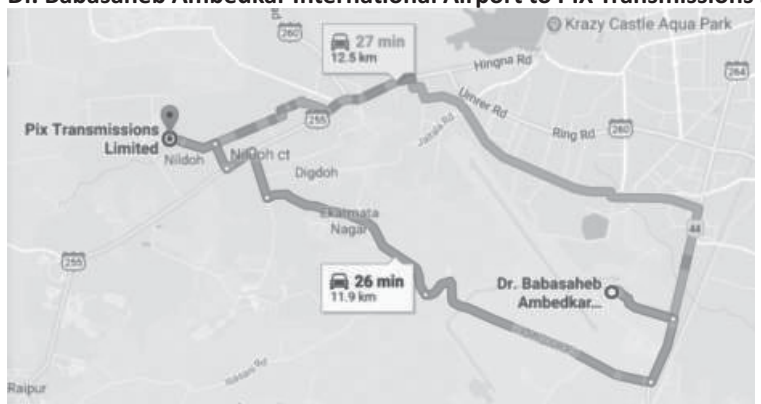 Dr. Babasaheb Ambedkar International Airport to Pix Transmissions
260
27 min
12.5 km
Krazy Castle Aqua Park
264
Hingna Rd
Umrer Rd
255
Ring Rd
260
Pix Transmissions
Limited
Nildoh
Nildoh ct
Digdoh
Ekatmata
Nagar
44
255
26 min
11.9 km
Dr. Babasaheb
Ambedkar...
Raipur